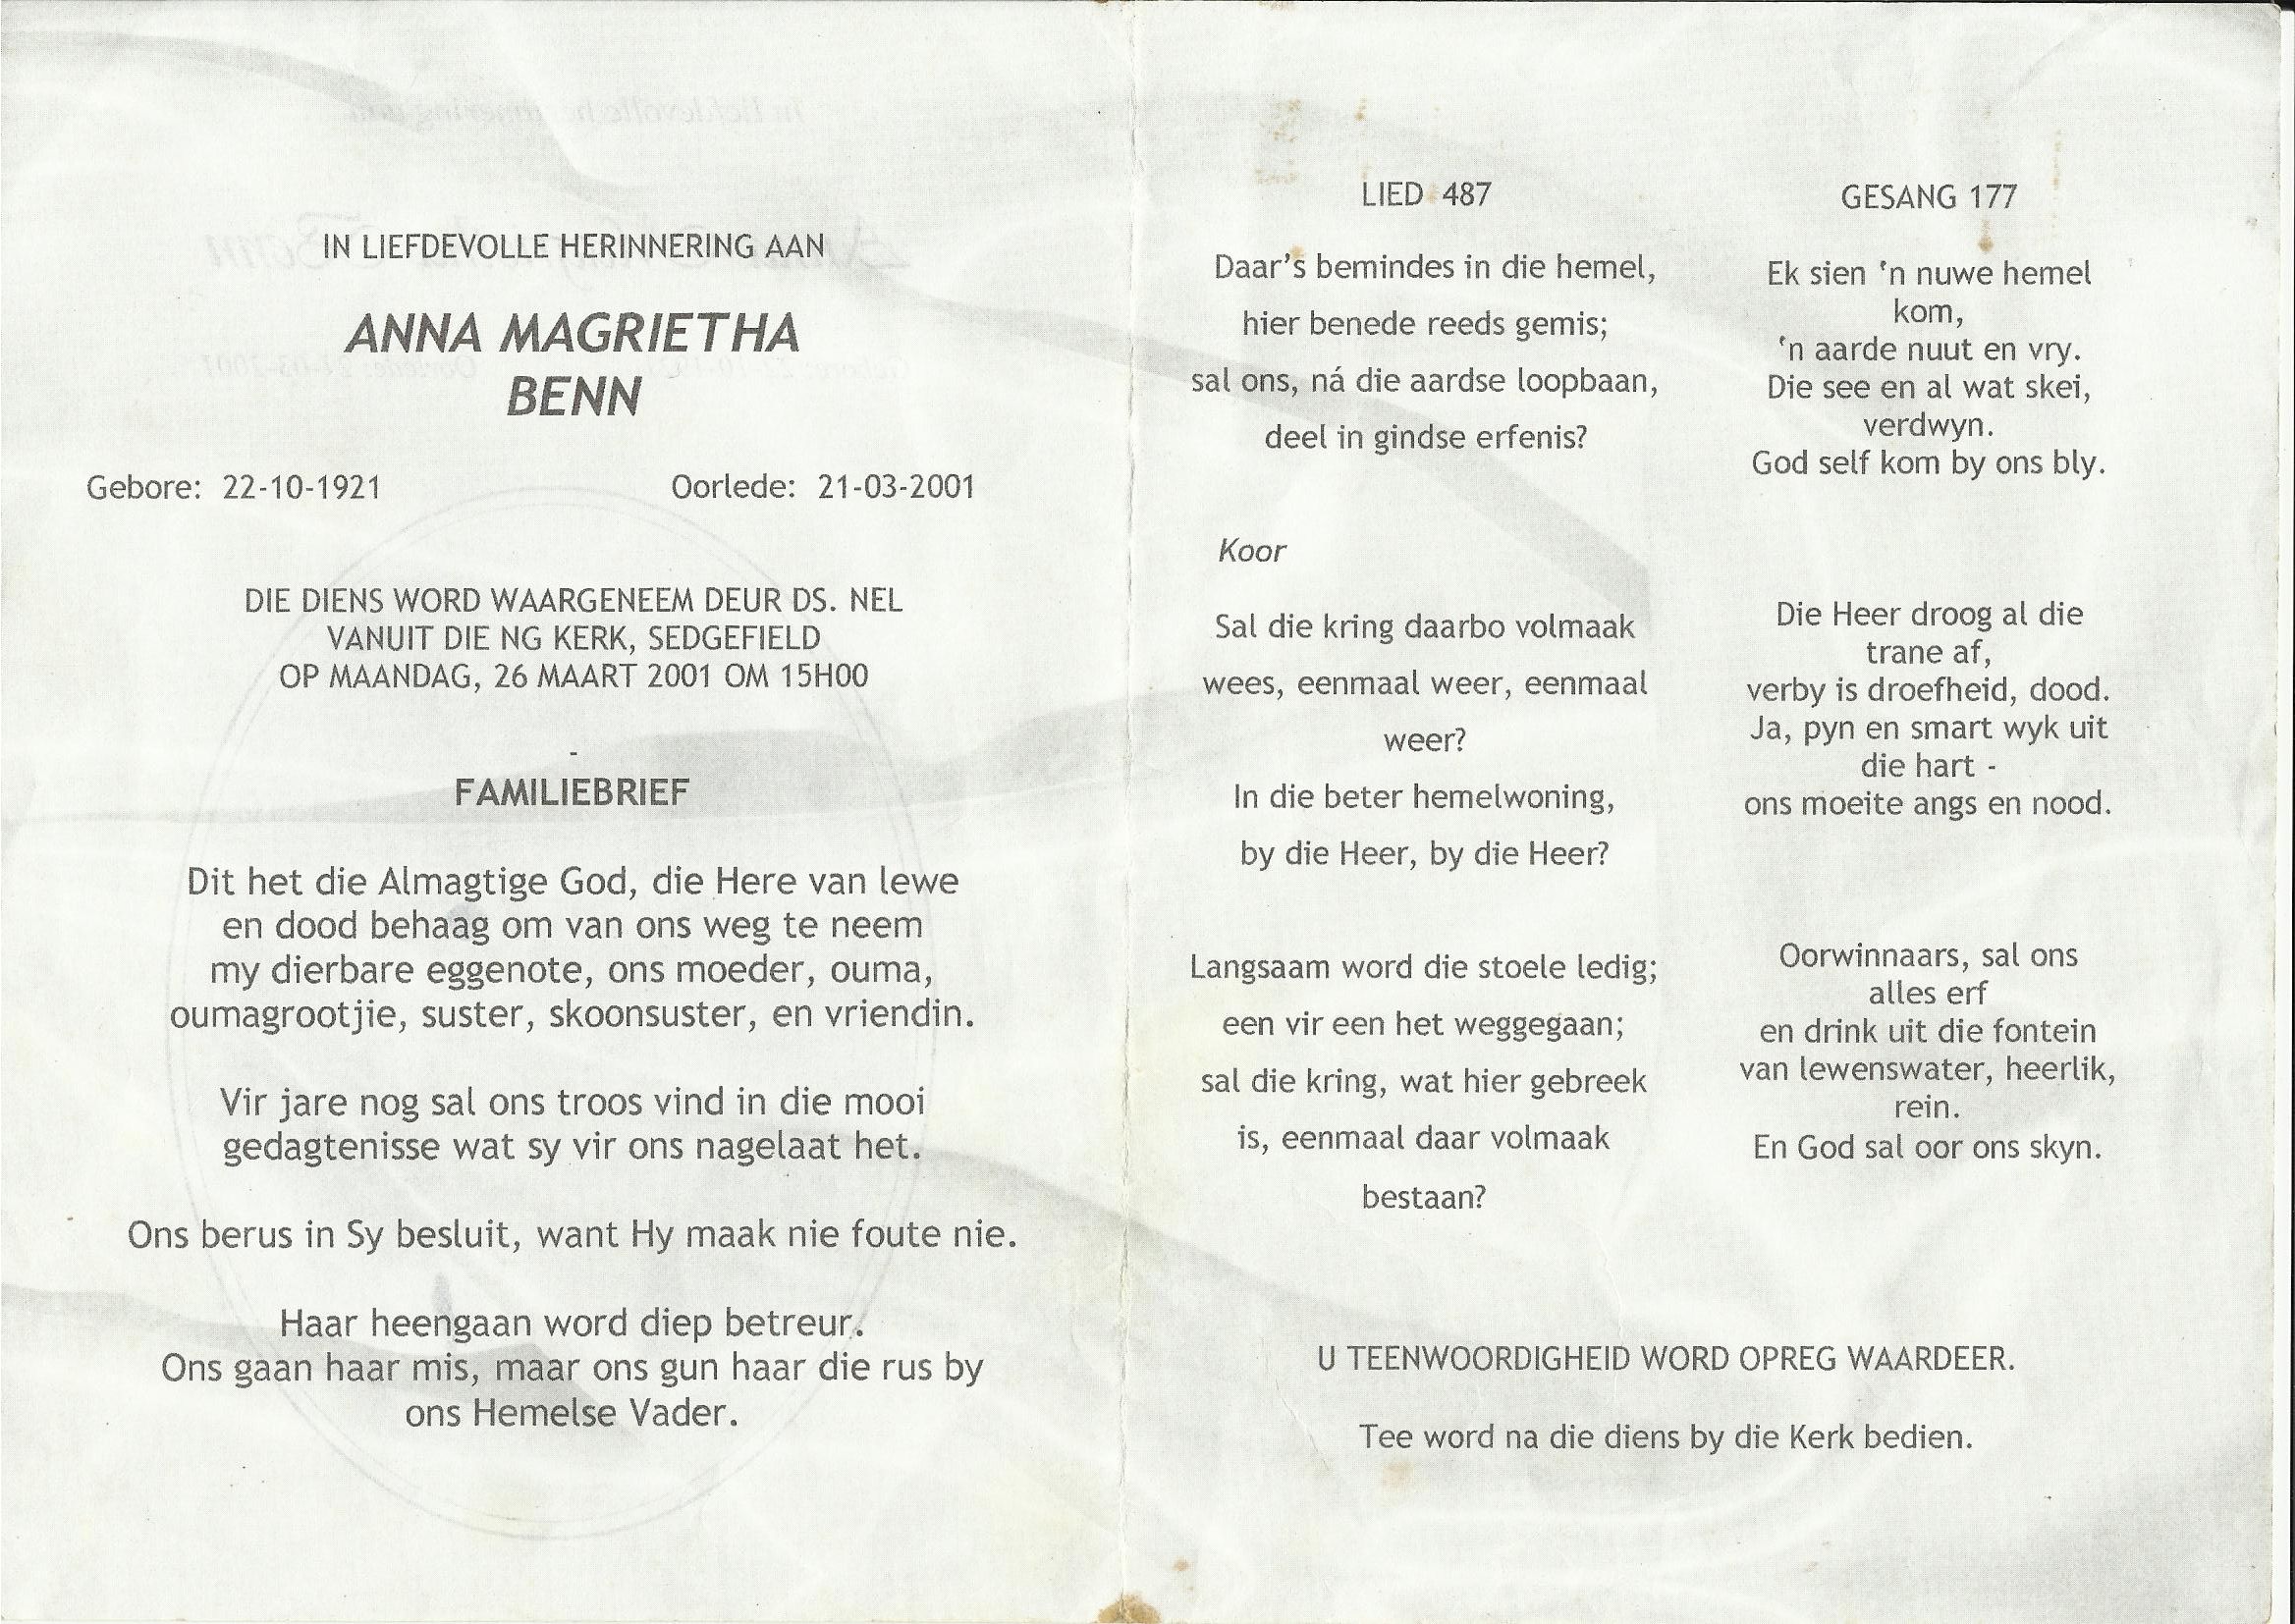 IN LIEFDEVOLLE HERINNERING AAN
ANNA MAGRIETHA
BENN
Gebore: 22-10-1921 Oorlede: 21-03-2001
DIE DIENS WORD WAARGENEEM DEUR DS. NEL
VANUIT DIE NG KERK, SEDGEFIELD
OP MAANDAG, 26 MAART 2001 OM 15H00
-
FAMILIEBRIEF
Dit het die Almagtige God, die Here van lewe
en dood behaag om van ons weg te neem
my dierbare eggenote, ons moeder, ouma,
oumagrootjie, suster, skoonsuster, en vriendin.
Vir jare nog sal ons troos vind in die mooi
gedagtenisse wat sy vir ons nagelaat het.
Ons berus in Sy besluit, want Hy maak nie foute nie.
Haar heengaan word diep betreur.
Ons gaan haar mis, maar ons gun haar die rus by
ons Hemelse Vader.
LIED 487
Daar's bemindes in die hemel,
hier benede reeds gemis;
sal ons, ná die aardse loopbaan,
deel in gindse erfenis?
Koor
Sal die kring daarbo volmaak
wees, eenmaal weer, eenmaal
weer?
In die beter hemelwoning,
by die Heer, by die Heer?
Langsaam word die stoele ledig;
een vir een het weggegaan;
sal die kring, wat hier gebreek
is, eenmaal daar volmaak
bestaan?
GESANG 177
Ek sien 'n nuwe hemel
kom,
'n aarde nuut en vry.
Die see en al wat skei,
verdwyn.
God self kom by ons bly.
Die Heer droog al die
trane af,
verby is droefheid, dood.
Ja, pyn en smart wyk uit
die hart -
ons moeite angs en nood.
Oorwinnaars, sal ons
alles erf
en drink uit die fontein
van lewenswater, heerlik,
rein.
En God sal oor ons skyn.
U TEENWOORDIGHEID WORD OPREG WAARDEER.
Tee word na die diens by die Kerk bedien.